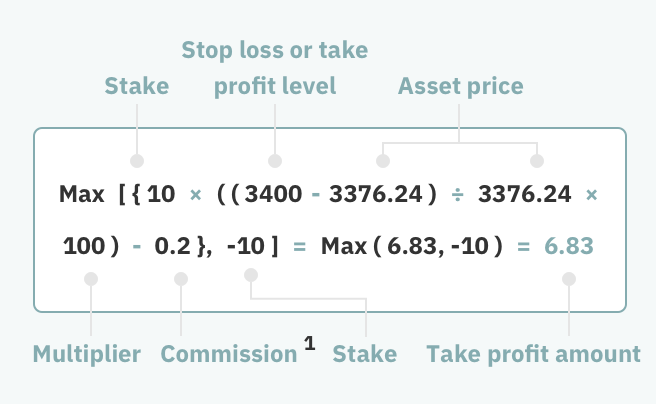 Stop loss or take
Stake profit level Asset price
Max [ { 10 × ( ( 3400 - 3376.24 ) ÷ 3376.24 ×
100 ) - 0.2 }, -10 ] = Max ( 6.83, -10 ) = 6.83
Multiplier Commission 1 Stake Take profit amount